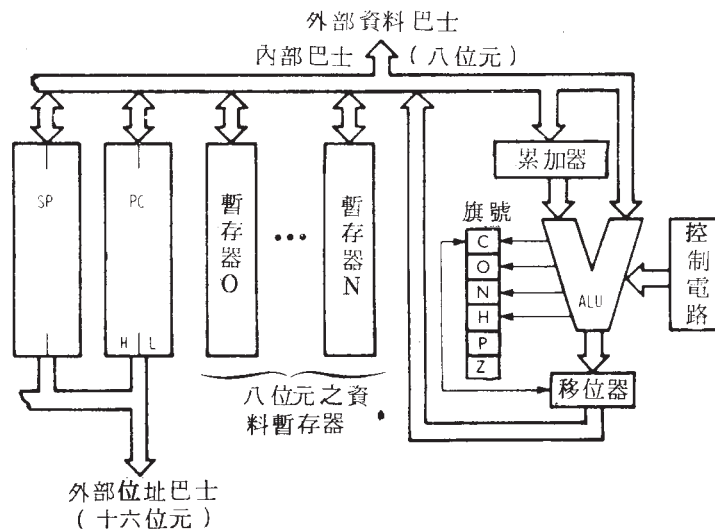 外部資料巴士
內部巴士 (八位元)
SP
PC
H L
暫存器O
•••
暫存器N
八位元之資
料暫存器
外部位址巴士
(十六位元)
累加器
旗號
C
O
N
H
P
Z
ALU
控制電路
移位器